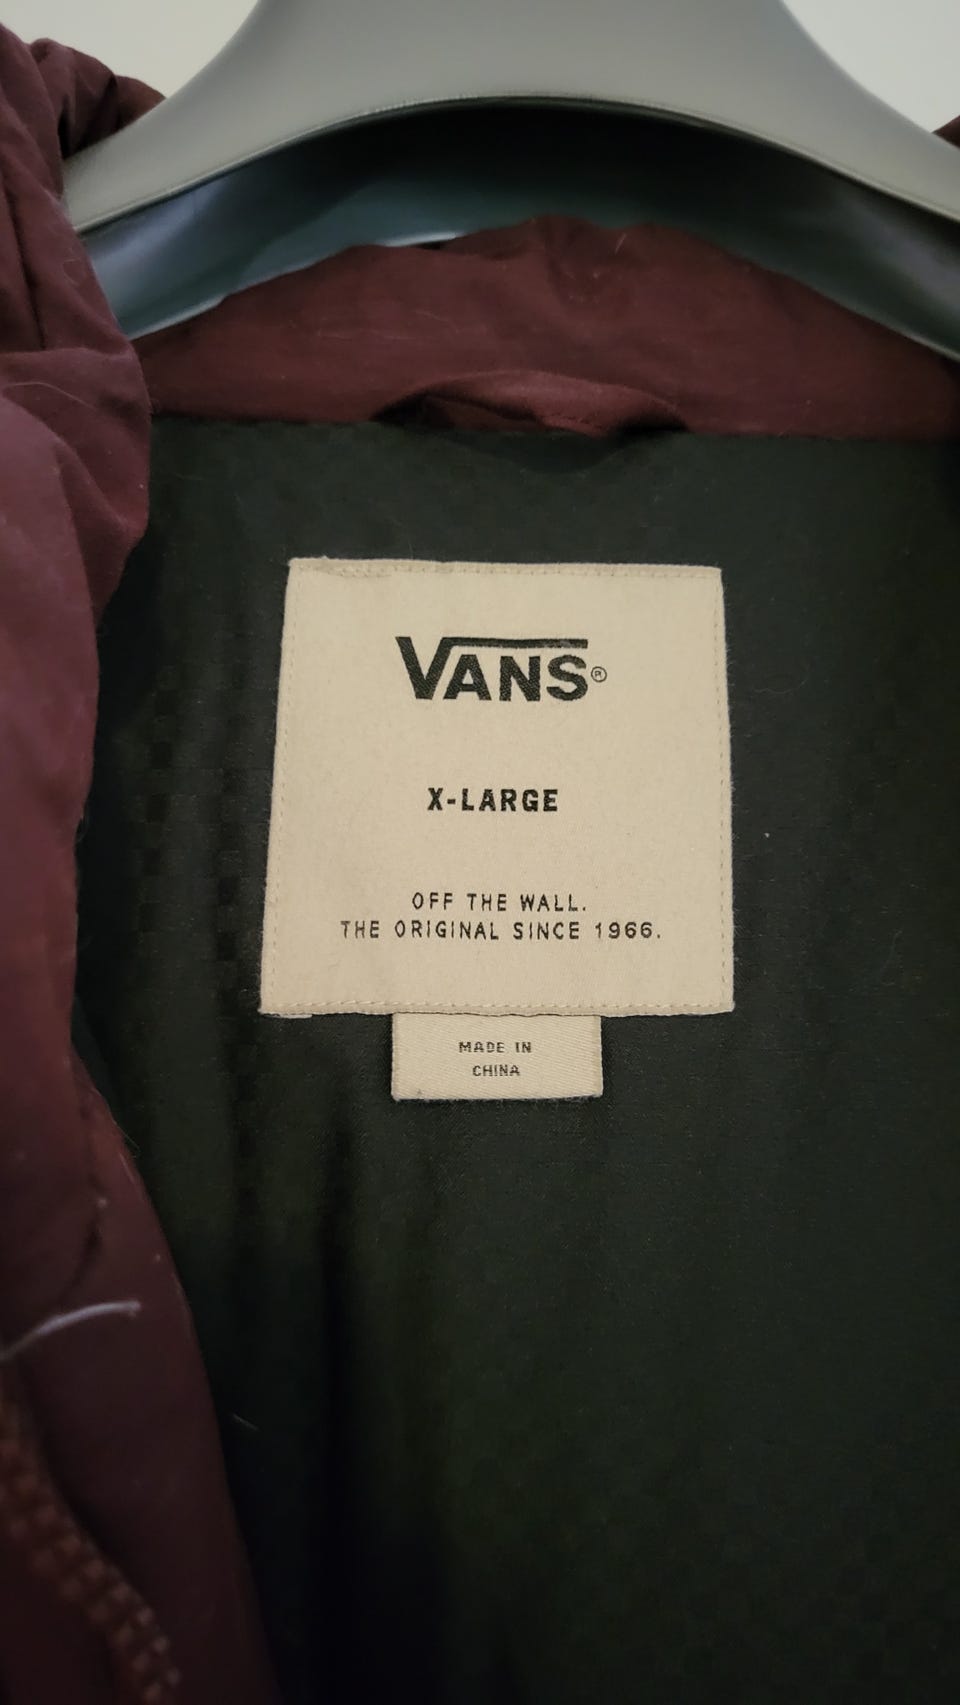 VANS®
X-LARGE
OFF THE WALL.
THE ORIGINAL SINCE 1966.
MADE IN
CHINA